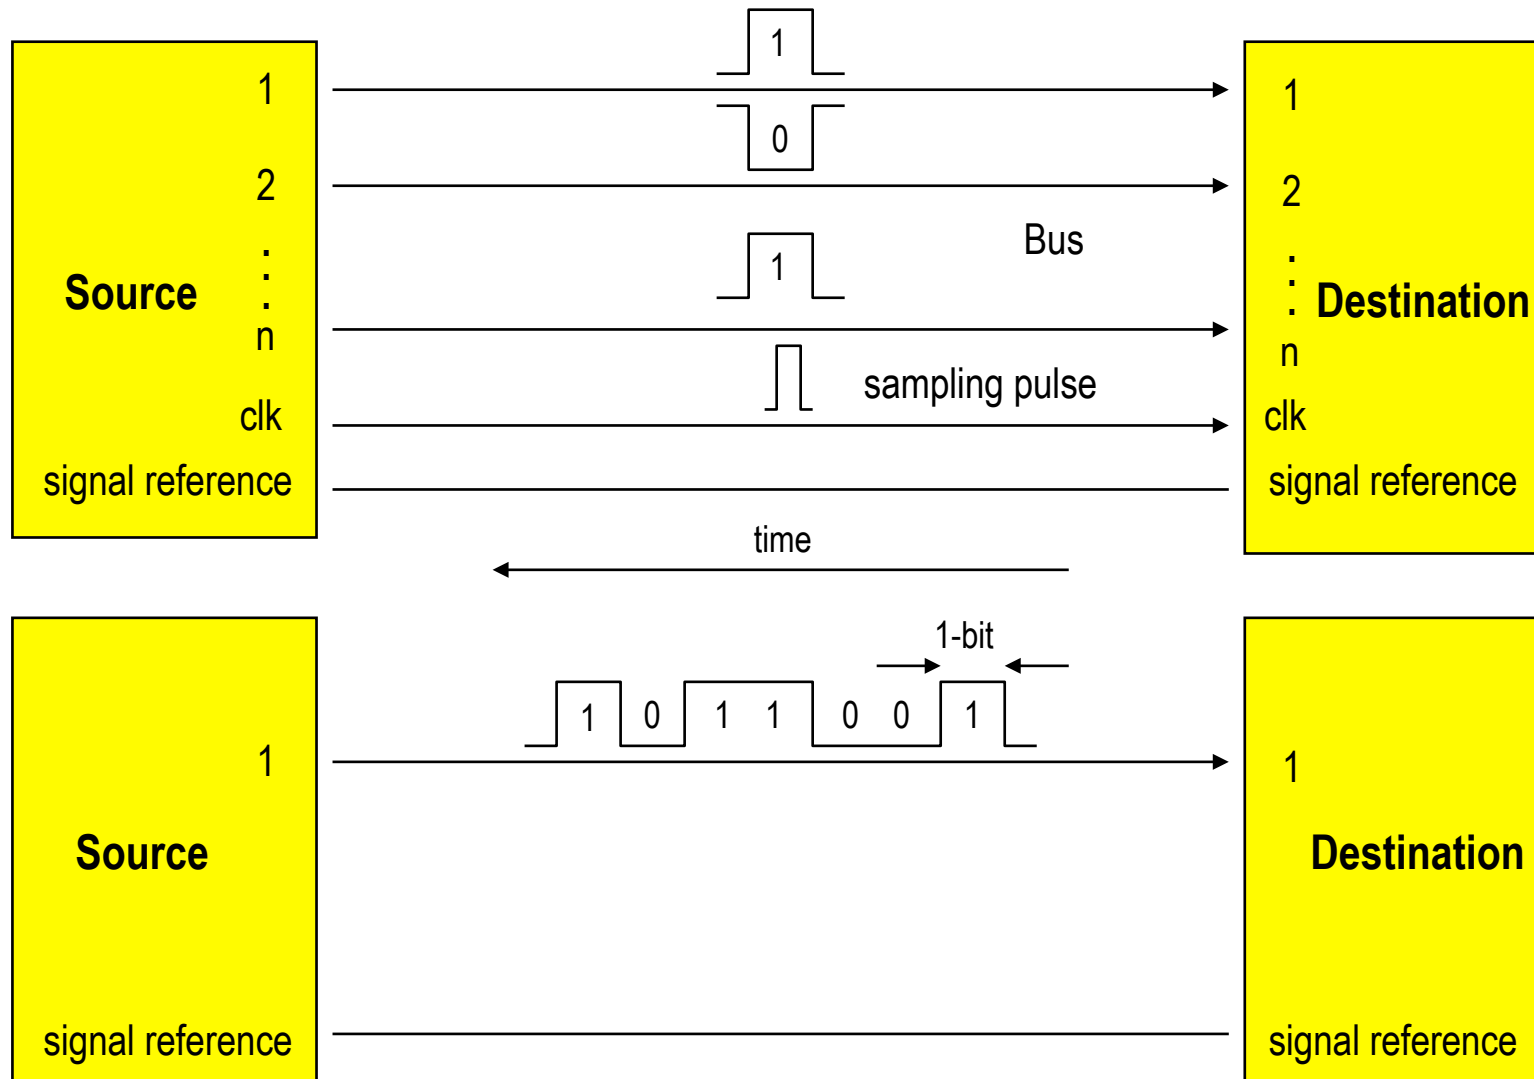 1
1
1
0
2
2
Bus
1
.
.
.
.
.
.
Source
Destination
n
n
sampling pulse
clk
clk
signal reference
signal reference
time
1-bit
1 0 1 1 0 0 1
1
1
Source
Destination
signal reference
signal reference